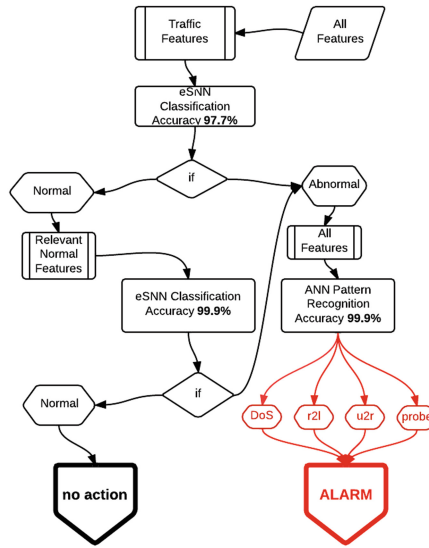 Traffic
Features
All
Features
eSNN
Classification
Accuracy 97.7%
if
Normal
Abnormal
Relevant
Normal
Features
All
Features
eSNN Classification
Accuracy 99.9%
ANN Pattern
Recognition
Accuracy 99.9%
if
Normal
DoS
r2l
u2r
probe
no action
ALARM